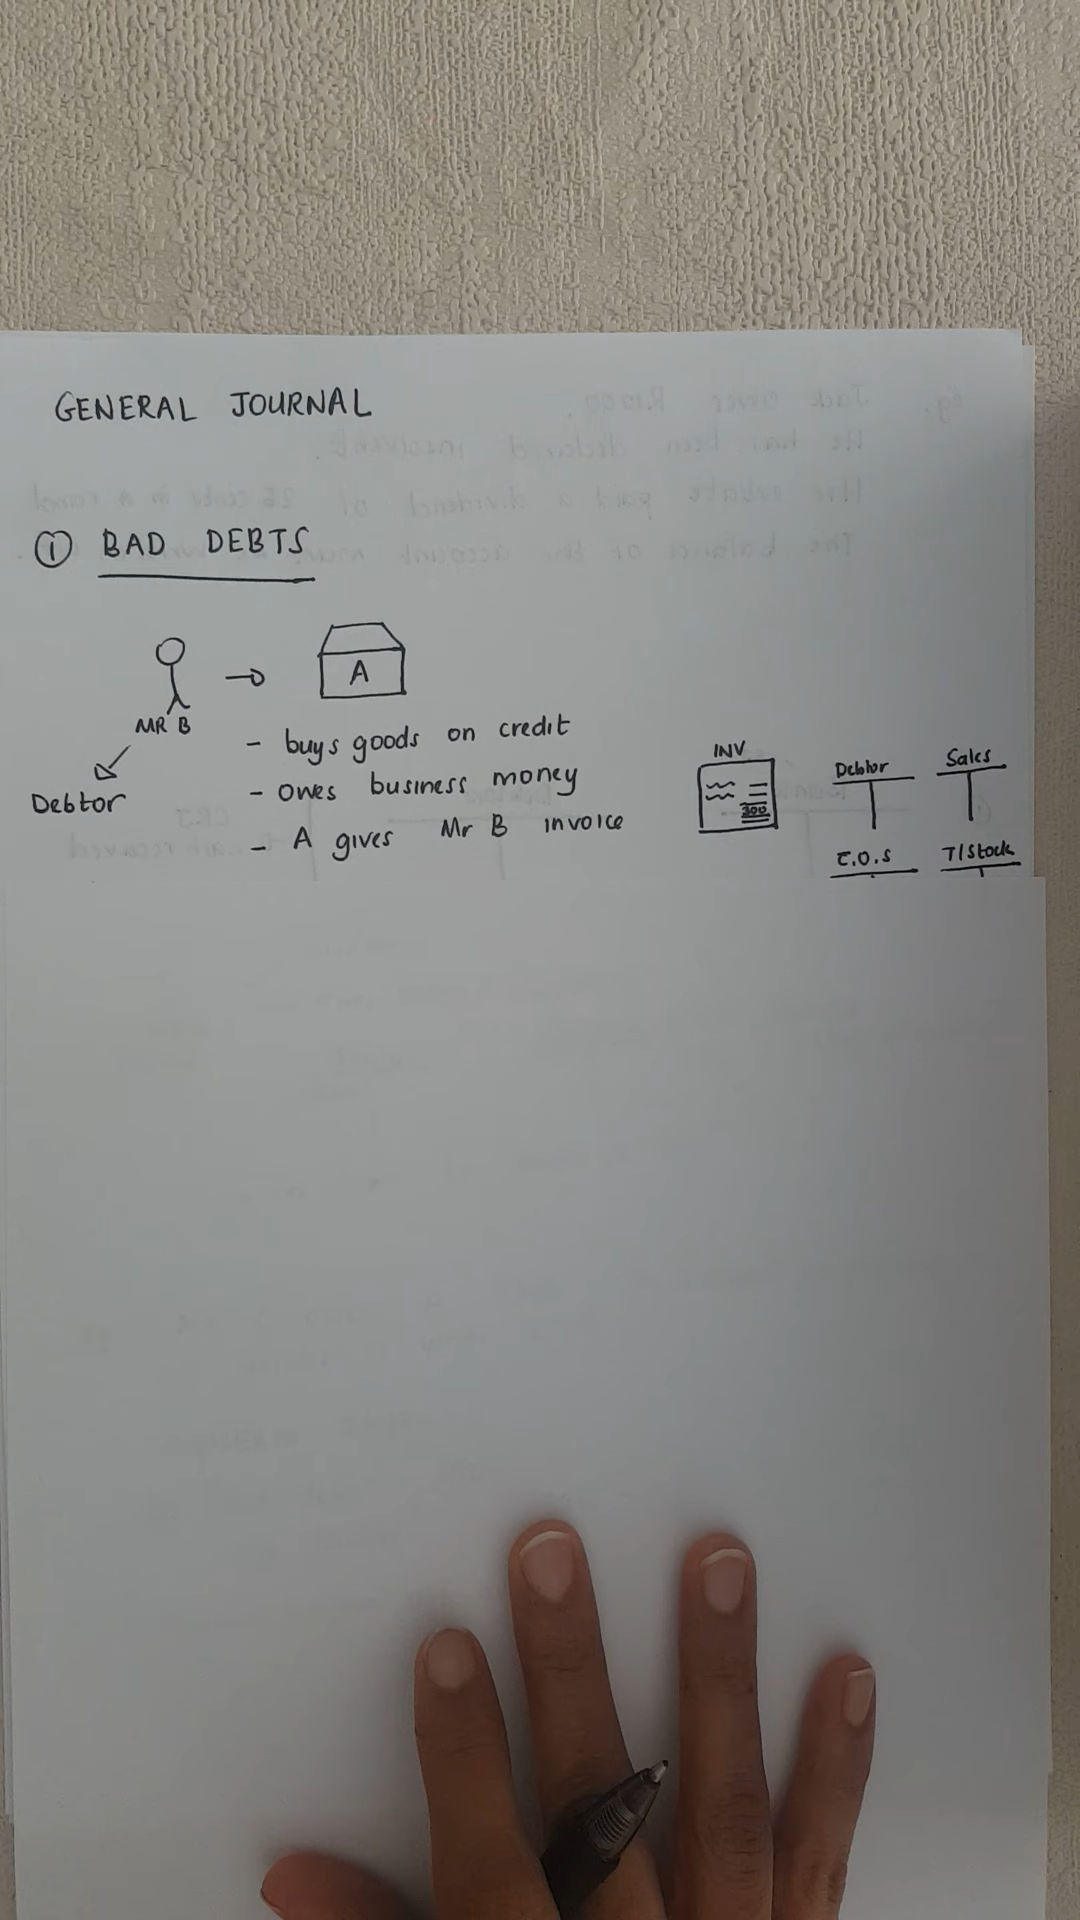 GENERAL JOURNAL
① BAD DEBTS
A
MR B
Debtor
- buys goods on credit
- owes business money
- A gives Mr B invoice
INV
300
Debtor
Sales
C.O.S
T/Stock